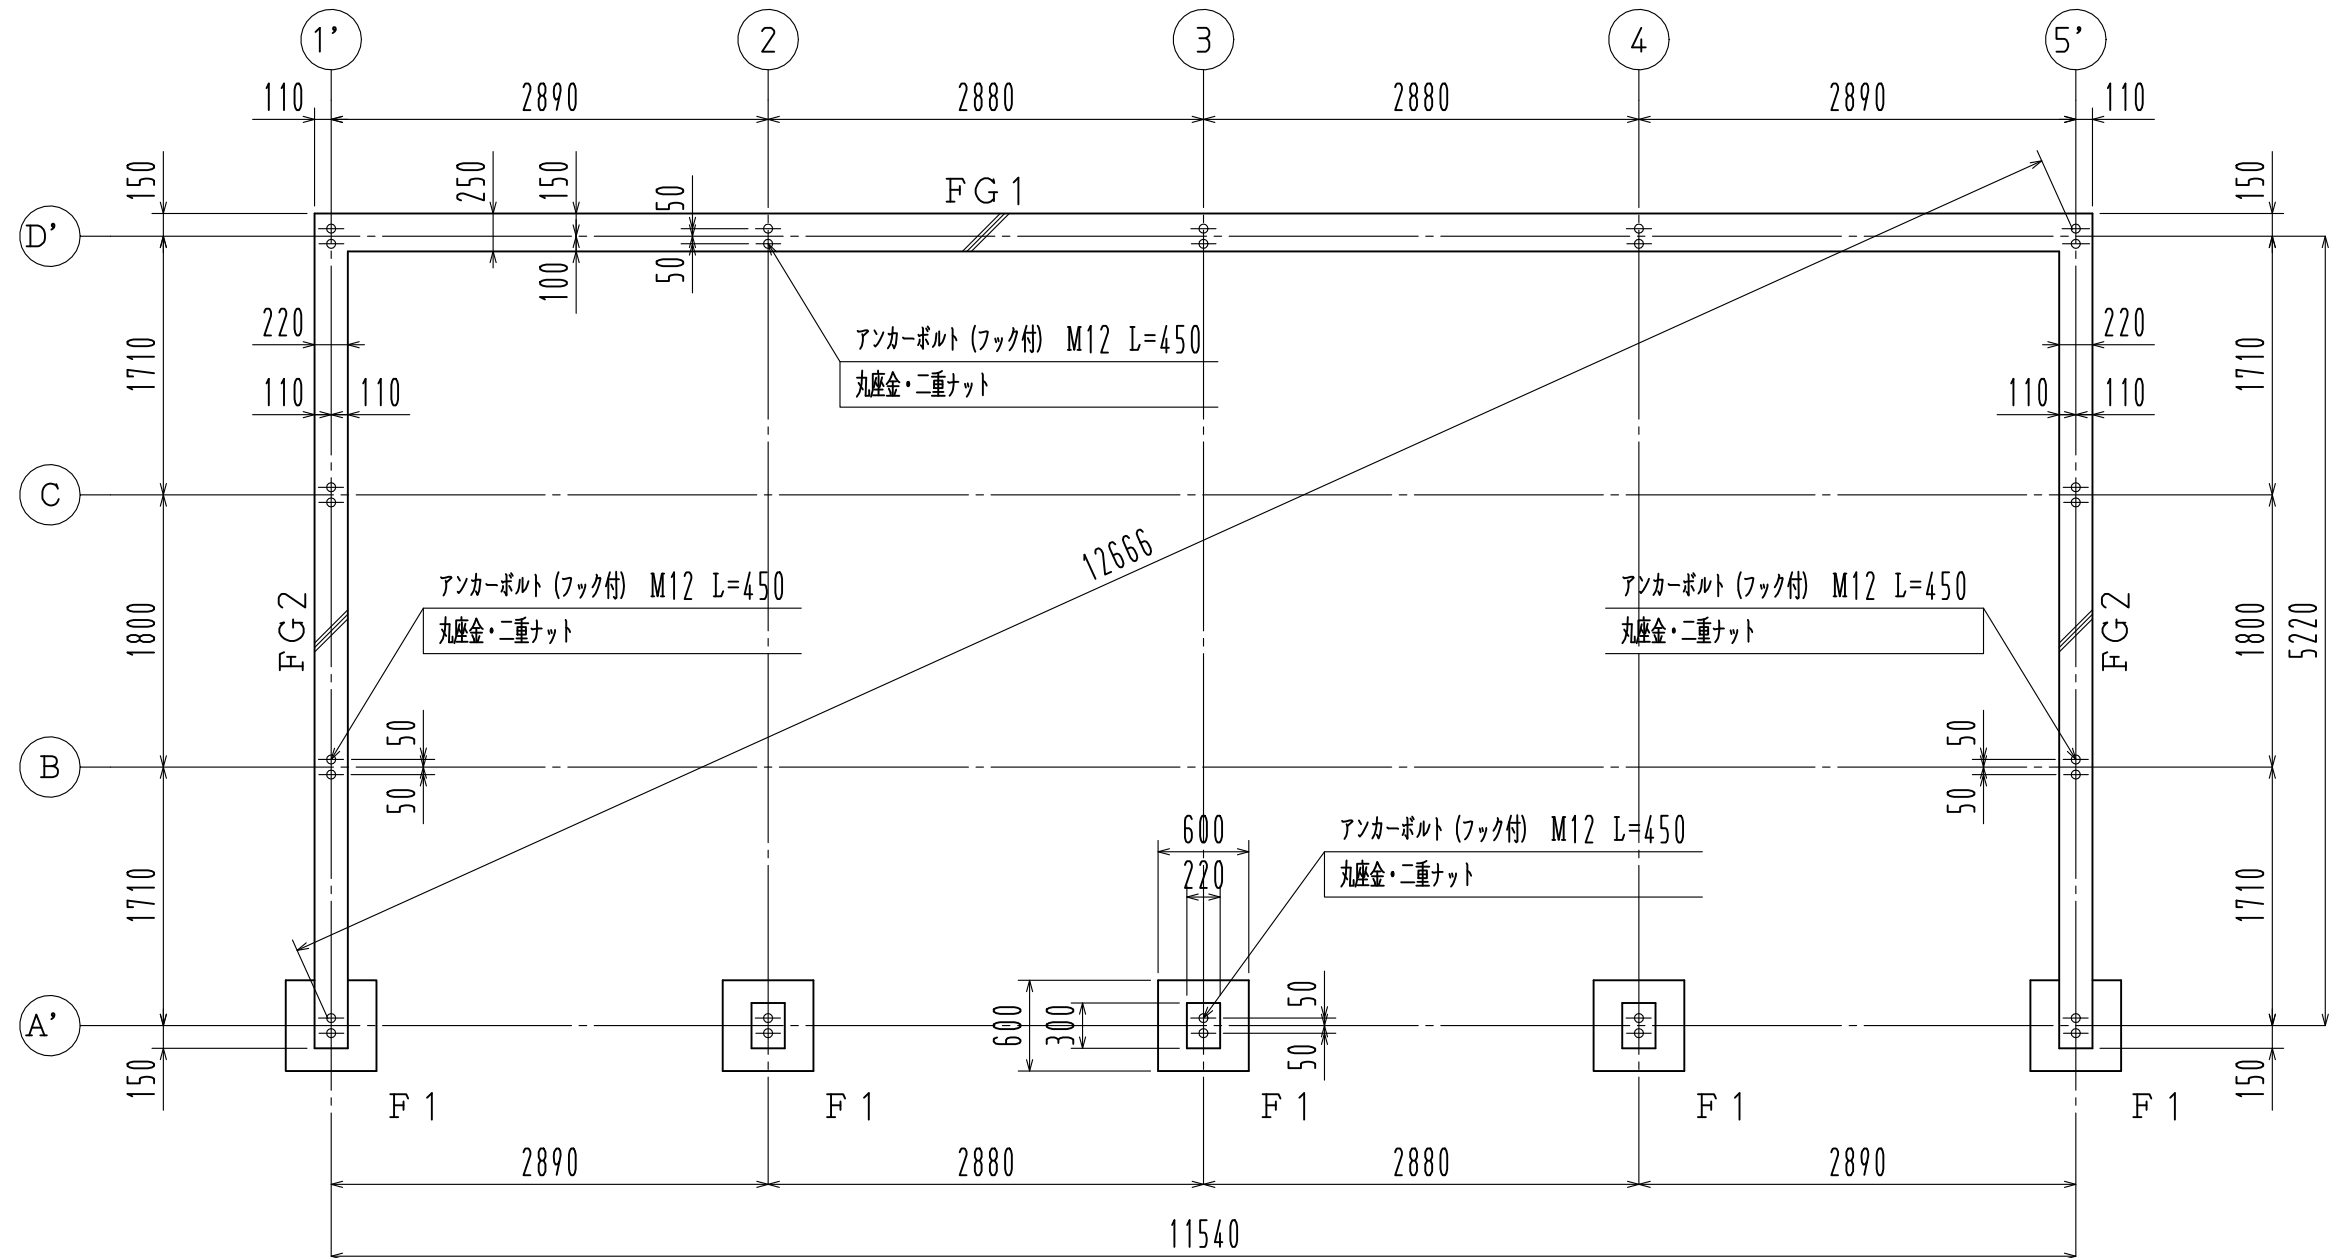 1' 2 3 4 5'
110 2890 2880 2880 2890 110
150 250 150 50 FG1 150
D'
100 50
220 アンカーボルト(フック付) M12 L=450 220
1710 丸座金・二重ナット 1710
110 110 110 110
C
12666
アンカーボルト(フック付) M12 L=450 アンカーボルト(フック付) M12 L=450
FG2 1800 丸座金・二重ナット 丸座金・二重ナット FG2 1800 5220
50 50
B
50 50
600 アンカーボルト(フック付) M12 L=450
1710 220 丸座金・二重ナット 1710
50
A' 600 300
150 50 150
F1 F1 F1 F1 F1
2890 2880 2880 2890
11540